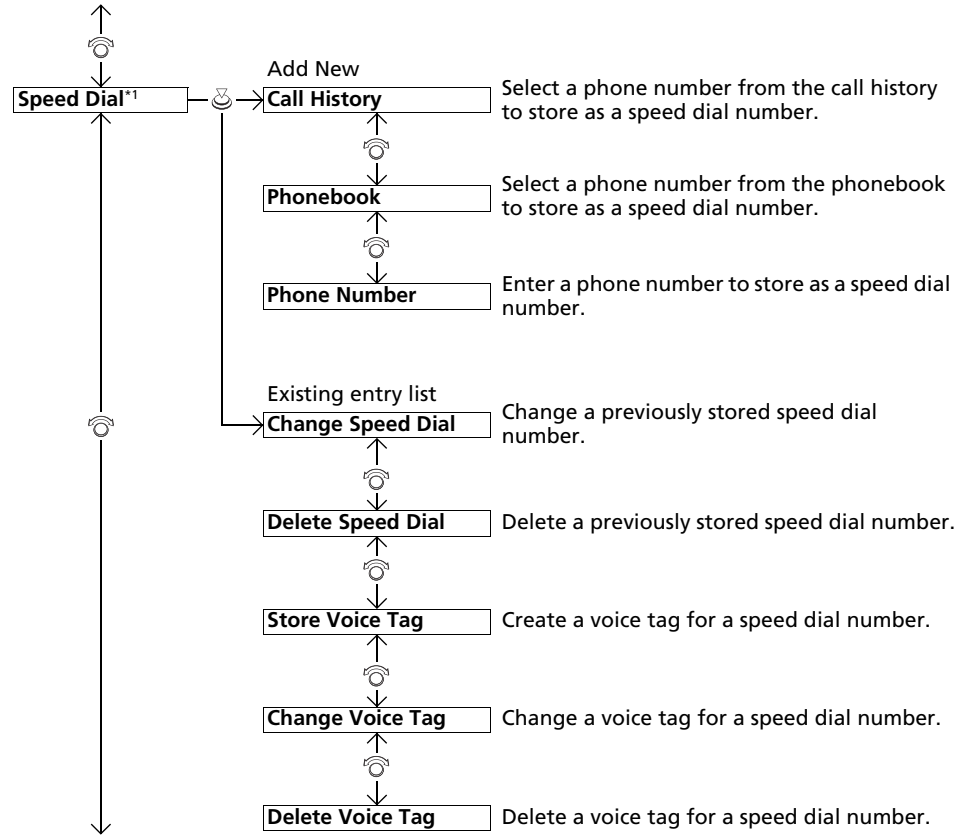 Add New
Speed Dial*1
Call History
Select a phone number from the call history
to store as a speed dial number.
Phonebook
Select a phone number from the phonebook
to store as a speed dial number.
Phone Number
Enter a phone number to store as a speed dial
number.
Existing entry list
Change Speed Dial
Change a previously stored speed dial
number.
Delete Speed Dial
Delete a previously stored speed dial number.
Store Voice Tag
Create a voice tag for a speed dial number.
Change Voice Tag
Change a voice tag for a speed dial number.
Delete Voice Tag
Delete a voice tag for a speed dial number.